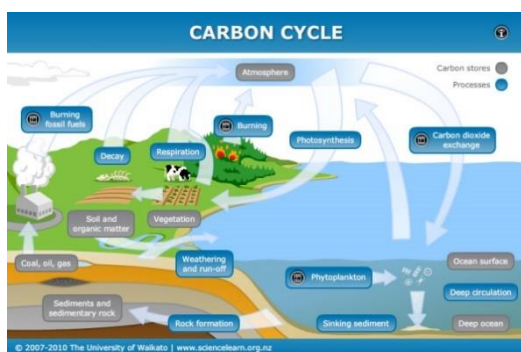 CARBON CYCLE
Atmosphere
Carbon stores
Processes
Burning
fossil fuels
Burning
Carbon dioxide
exchange
Photosynthesis
Decay
Respiration
Soil and
organic matter
Vegetation
Coal, oil, gas
Weathering
and run-off
Ocean surface
Phytoplankton
Deep circulation
Sediments and
sedimentary rock
Rock formation
Sinking sediment
Deep ocean
© 2007-2010 The University of Waikato | www.sciencelearn.org.nz